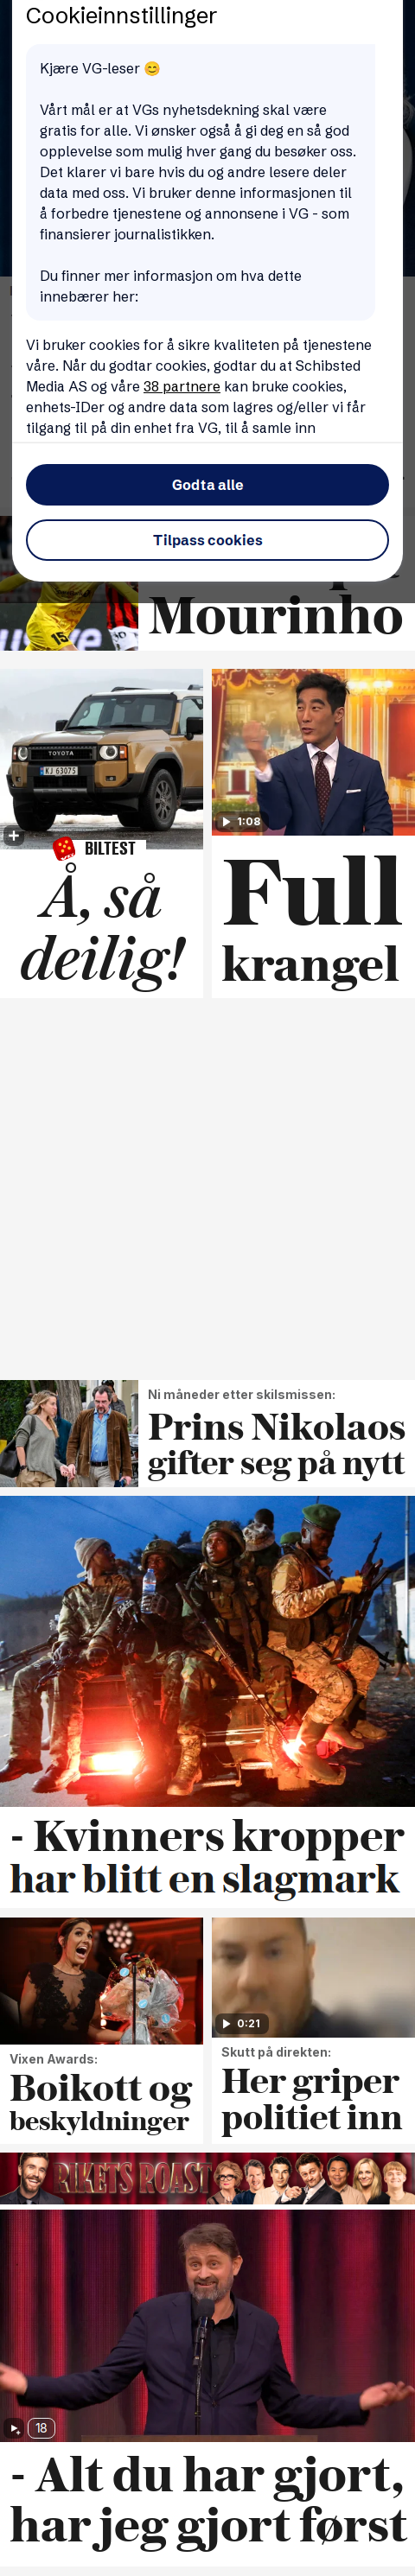 Cookieinnstillinger
Kjære VG-leser 😊
Vårt mål er at VGs nyhetsdekning skal være
gratis for alle. Vi ønsker også å gi deg en så god
opplevelse som mulig hver gang du besøker oss.
Det klarer vi bare hvis du og andre lesere deler
data med oss. Vi bruker denne informasjonen til
å forbedre tjenestene og annonsene i VG - som
finansierer journalistikken.
Du finner mer informasjon om hva dette
innebærer her:
Vi bruker cookies for å sikre kvaliteten på tjenestene
våre. Når du godtar cookies, godtar du at Schibsted
Media AS og våre 38 partnere kan bruke cookies,
enhets-IDer og andre data som lagres og/eller vi får
tilgang til på din enhet fra VG, til å samle inn
Godta alle
Tilpass cookies
Mourinho
15
TOYOTA
KJ 63075
BILTEST
Å, så
deilig!
1:08
Full
krangel
Ni måneder etter skilsmissen:
Prins Nikolaos
gifter seg på nytt
- Kvinners kropper
har blitt en slagmark
Vixen Awards:
Boikott og
beskyldninger
0:21
Skutt på direkten:
Her griper
politiet inn
RIKETS ROAST
18
- Alt du har gjort,
har jeg gjort først